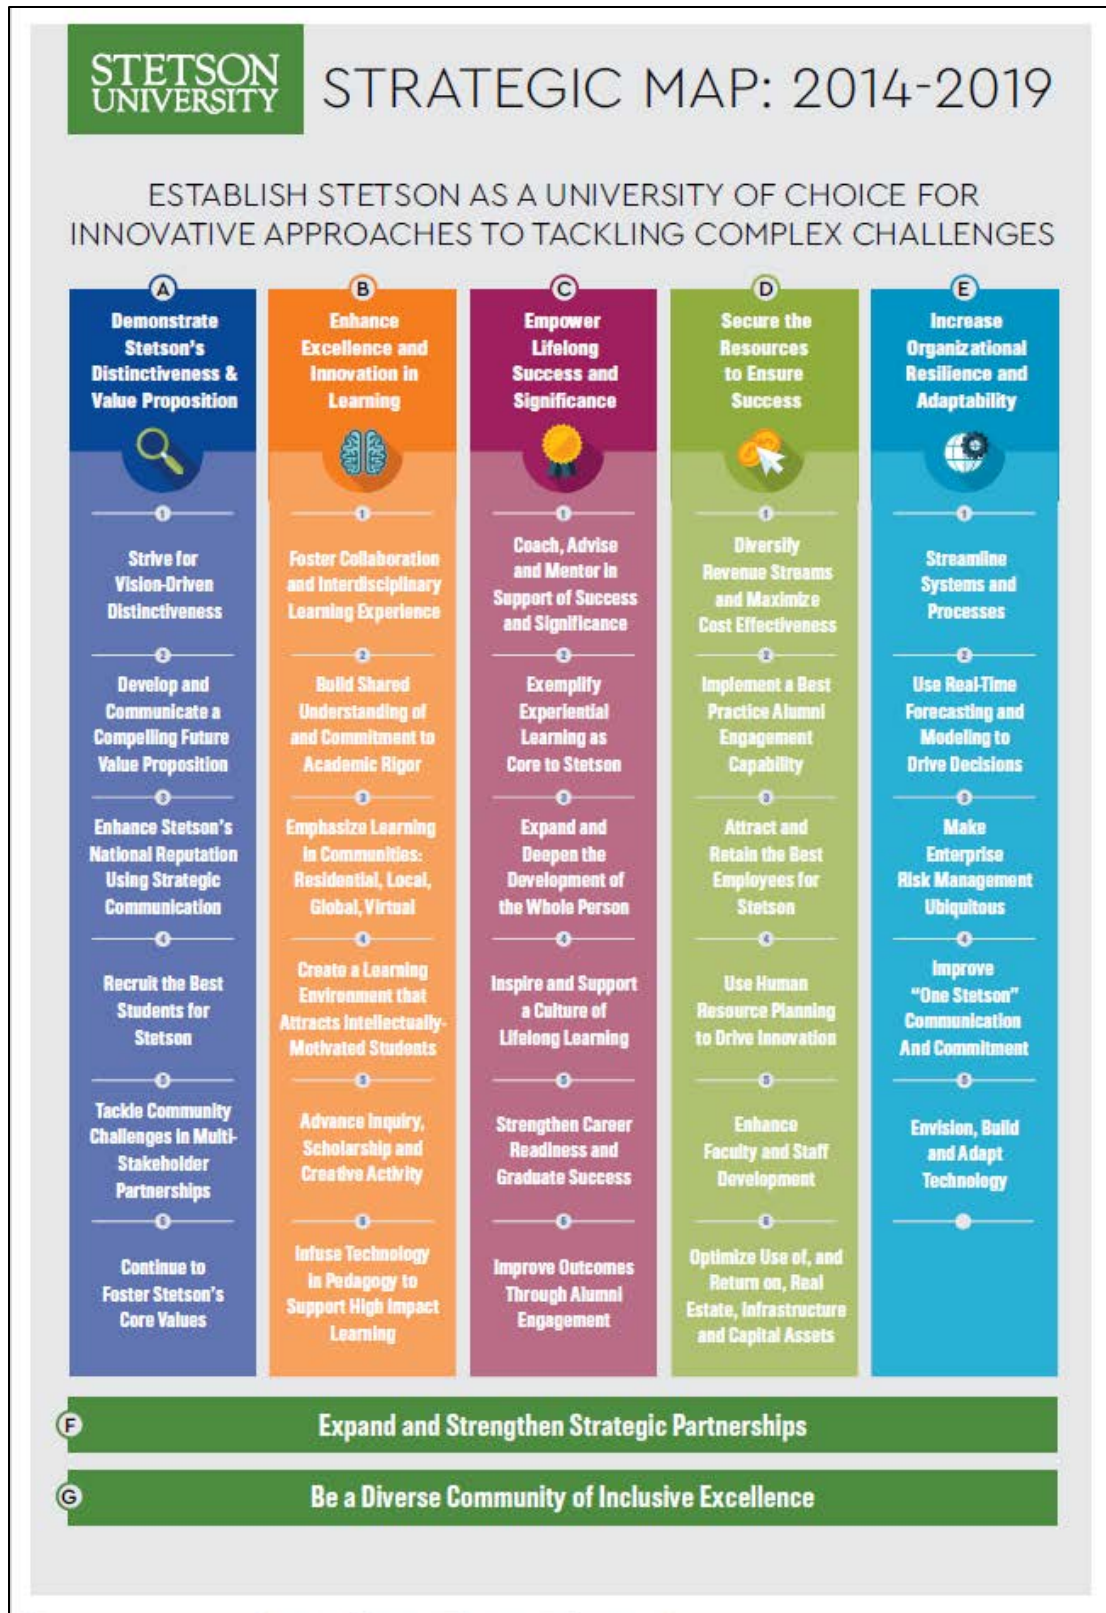 STETSON
UNIVERSITY
STRATEGIC MAP: 2014-2019
ESTABLISH STETSON AS A UNIVERSITY OF CHOICE FOR
INNOVATIVE APPROACHES TO TACKLING COMPLEX CHALLENGES
A
Demonstrate
Stetson's
Distinctiveness &
Value Proposition
1
Strive for
Vision-Driven
Distinctiveness
2
Develop and
Communicate a
Compelling Future
Value Proposition
3
Enhance Stetson's
National Reputation
Using Strategic
Communication
4
Recruit the Best
Students for
Stetson
5
Tackle Community
Challenges in Multi-
Stakeholder
Partnerships
6
Continue to
Foster Stetson's
Core Values
B
Enhance
Excellence and
Innovation in
Learning
1
Foster Collaboration
and Interdisciplinary
Learning Experience
2
Build Shared
Understanding of
and Commitment to
Academic Rigor
3
Emphasize Learning
in Communities:
Residential, Local,
Global, Virtual
4
Create a Learning
Environment that
Attracts Intellectually-
Motivated Students
5
Advance Inquiry,
Scholarship and
Creative Activity
6
Infuse Technology
in Pedagogy to
Support High Impact
Learning
C
Empower
Lifelong
Success and
Significance
1
Coach, Advise
and Mentor in
Support of Success
and Significance
2
Exemplify
Experiential
Learning as
Core to Stetson
3
Expand and
Deepen the
Development of
the Whole Person
4
Inspire and Support
a Culture of
Lifelong Learning
5
Strengthen Career
Readiness and
Graduate Success
6
Improve Outcomes
Through Alumni
Engagement
D
Secure the
Resources
to Ensure
Success
1
Diversify
Revenue Streams
and Maximize
Cost Effectiveness
2
Implement a Best
Practice Alumni
Engagement
Capability
3
Attract and
Retain the Best
Employees for
Stetson
4
Use Human
Resource Planning
to Drive Innovation
5
Enhance
Faculty and Staff
Development
6
Optimize Use of, and
Return on, Real
Estate, Infrastructure
and Capital Assets
E
Increase
Organizational
Resilience and
Adaptability
1
Streamline
Systems and
Processes
2
Use Real-Time
Forecasting and
Modeling to
Drive Decisions
3
Make
Enterprise
Risk Management
Ubiquitous
4
Improve
"One Stetson"
Communication
And Commitment
5
Envision, Build
and Adapt
Technology
F
Expand and Strengthen Strategic Partnerships
G
Be a Diverse Community of Inclusive Excellence